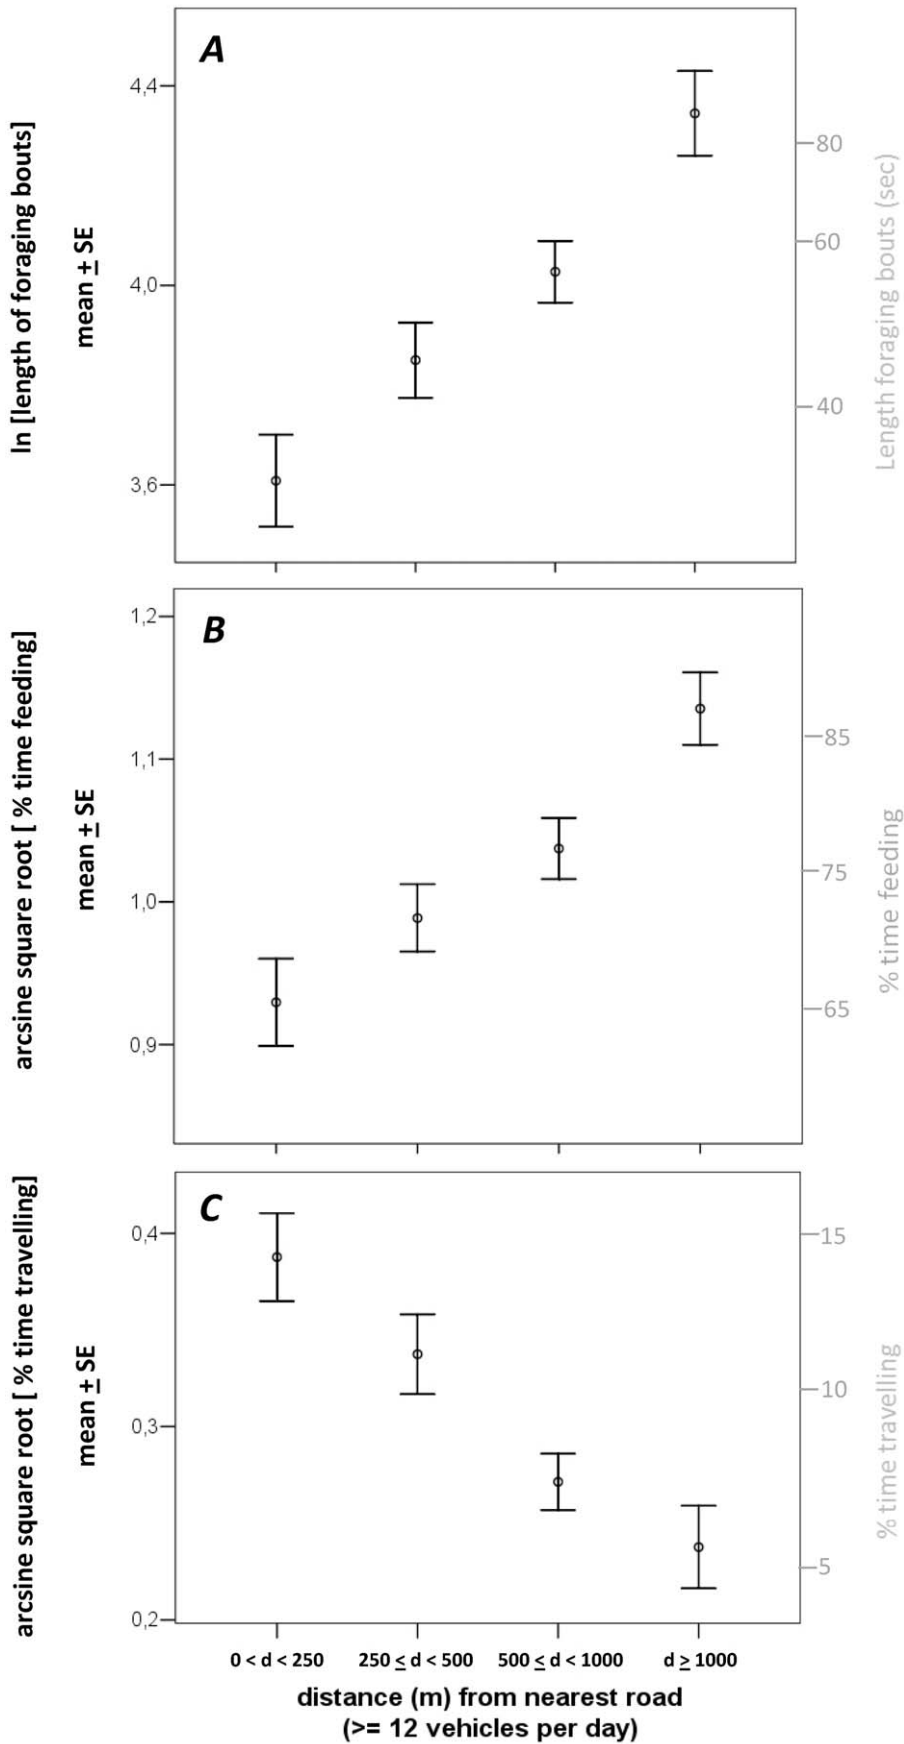 A
ln [length of foraging bouts]
mean ± SE
4,4
4,0
3,6
80
60
40
Length foraging bouts (sec)
B
arcsine square root [ % time feeding]
mean ± SE
1,2
1,1
1,0
0,9
85
75
65
% time feeding
C
arcsine square root [ % time travelling]
mean ± SE
0,4
0,3
0,2
15
10
5
% time travelling
0 < d < 250 250 ≤ d < 500 500 ≤ d < 1000 d ≥ 1000
distance (m) from nearest road
(>= 12 vehicles per day)